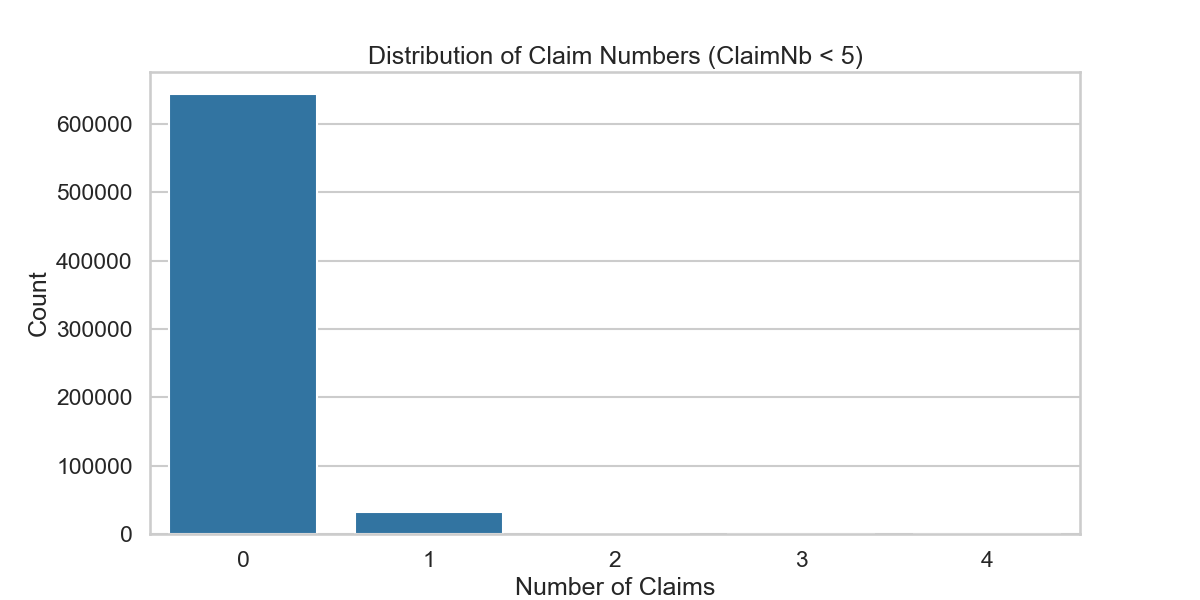 Distribution of Claim Numbers (ClaimNb < 5)
600000
500000
400000
300000
200000
100000
0
Count
0 1 2 3 4
Number of Claims